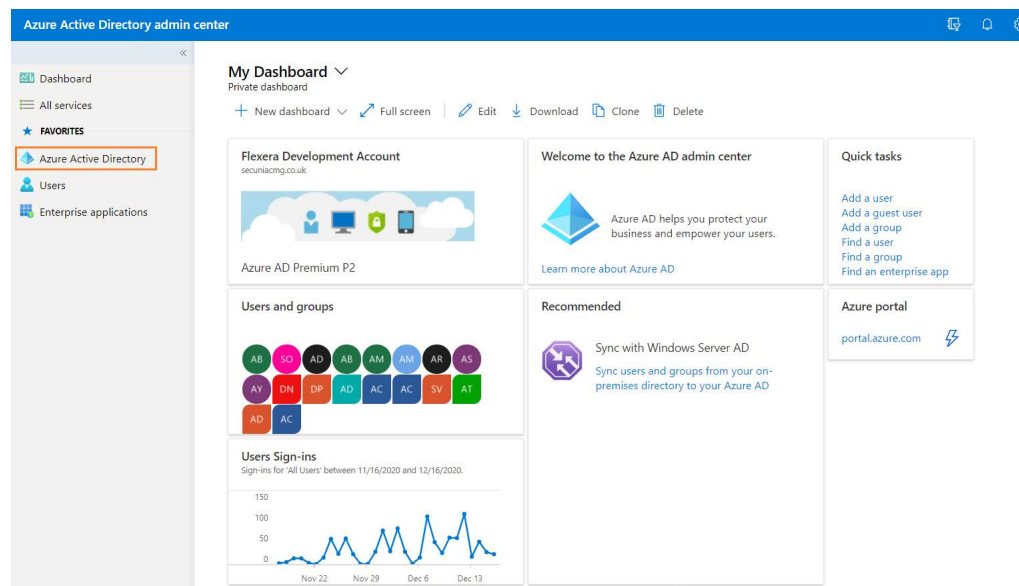 Azure Active Directory admin center
«
Dashboard
All services
FAVORITES
Azure Active Directory
Users
Enterprise applications
My Dashboard
Private dashboard
New dashboard
Full screen
Edit
Download
Clone
Delete
Flexera Development Account
secuniacmg.co.uk
Azure AD Premium P2
Welcome to the Azure AD admin center
Azure AD helps you protect your
business and empower your users.
Learn more about Azure AD
Quick tasks
Add a user
Add a guest user
Add a group
Find a user
Find a group
Find an enterprise app
Users and groups
AB SO AD AB AM AM AR AS
AY DN DP AD AC AC SV AT
AD AC
Recommended
Sync with Windows Server AD
Sync users and groups from your on-
premises directory to your Azure AD
Azure portal
portal.azure.com
Users Sign-ins
Sign-ins for 'All Users' between 11/16/2020 and 12/16/2020.
150
100
50
0
Nov 22 Nov 29 Dec 6 Dec 13